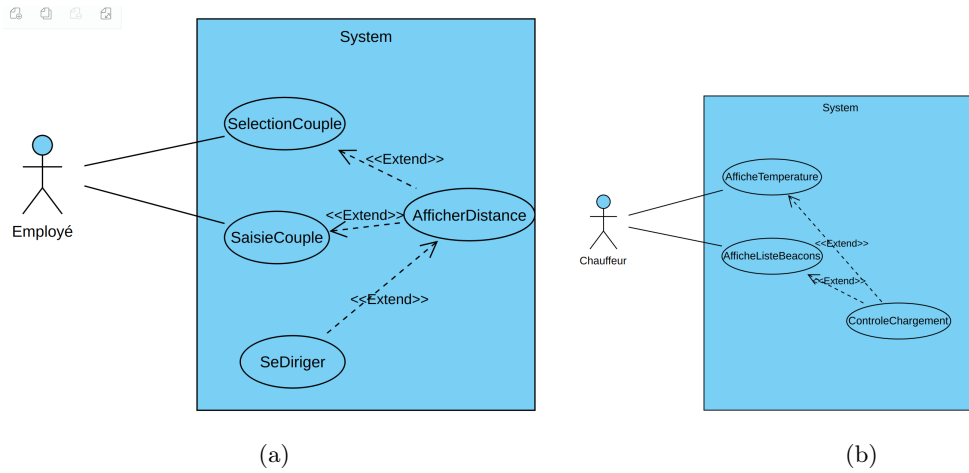 System
SelectionCouple
<<Extend>>
<<Extend>>
AfficherDistance
Employé
SaisieCouple
<<Extend>>
SeDiriger
(a)
System
AfficheTemperature
Chauffeur
<<Extend>>
AfficheListeBeacons
<<Extend>>
ControleChargement
(b)